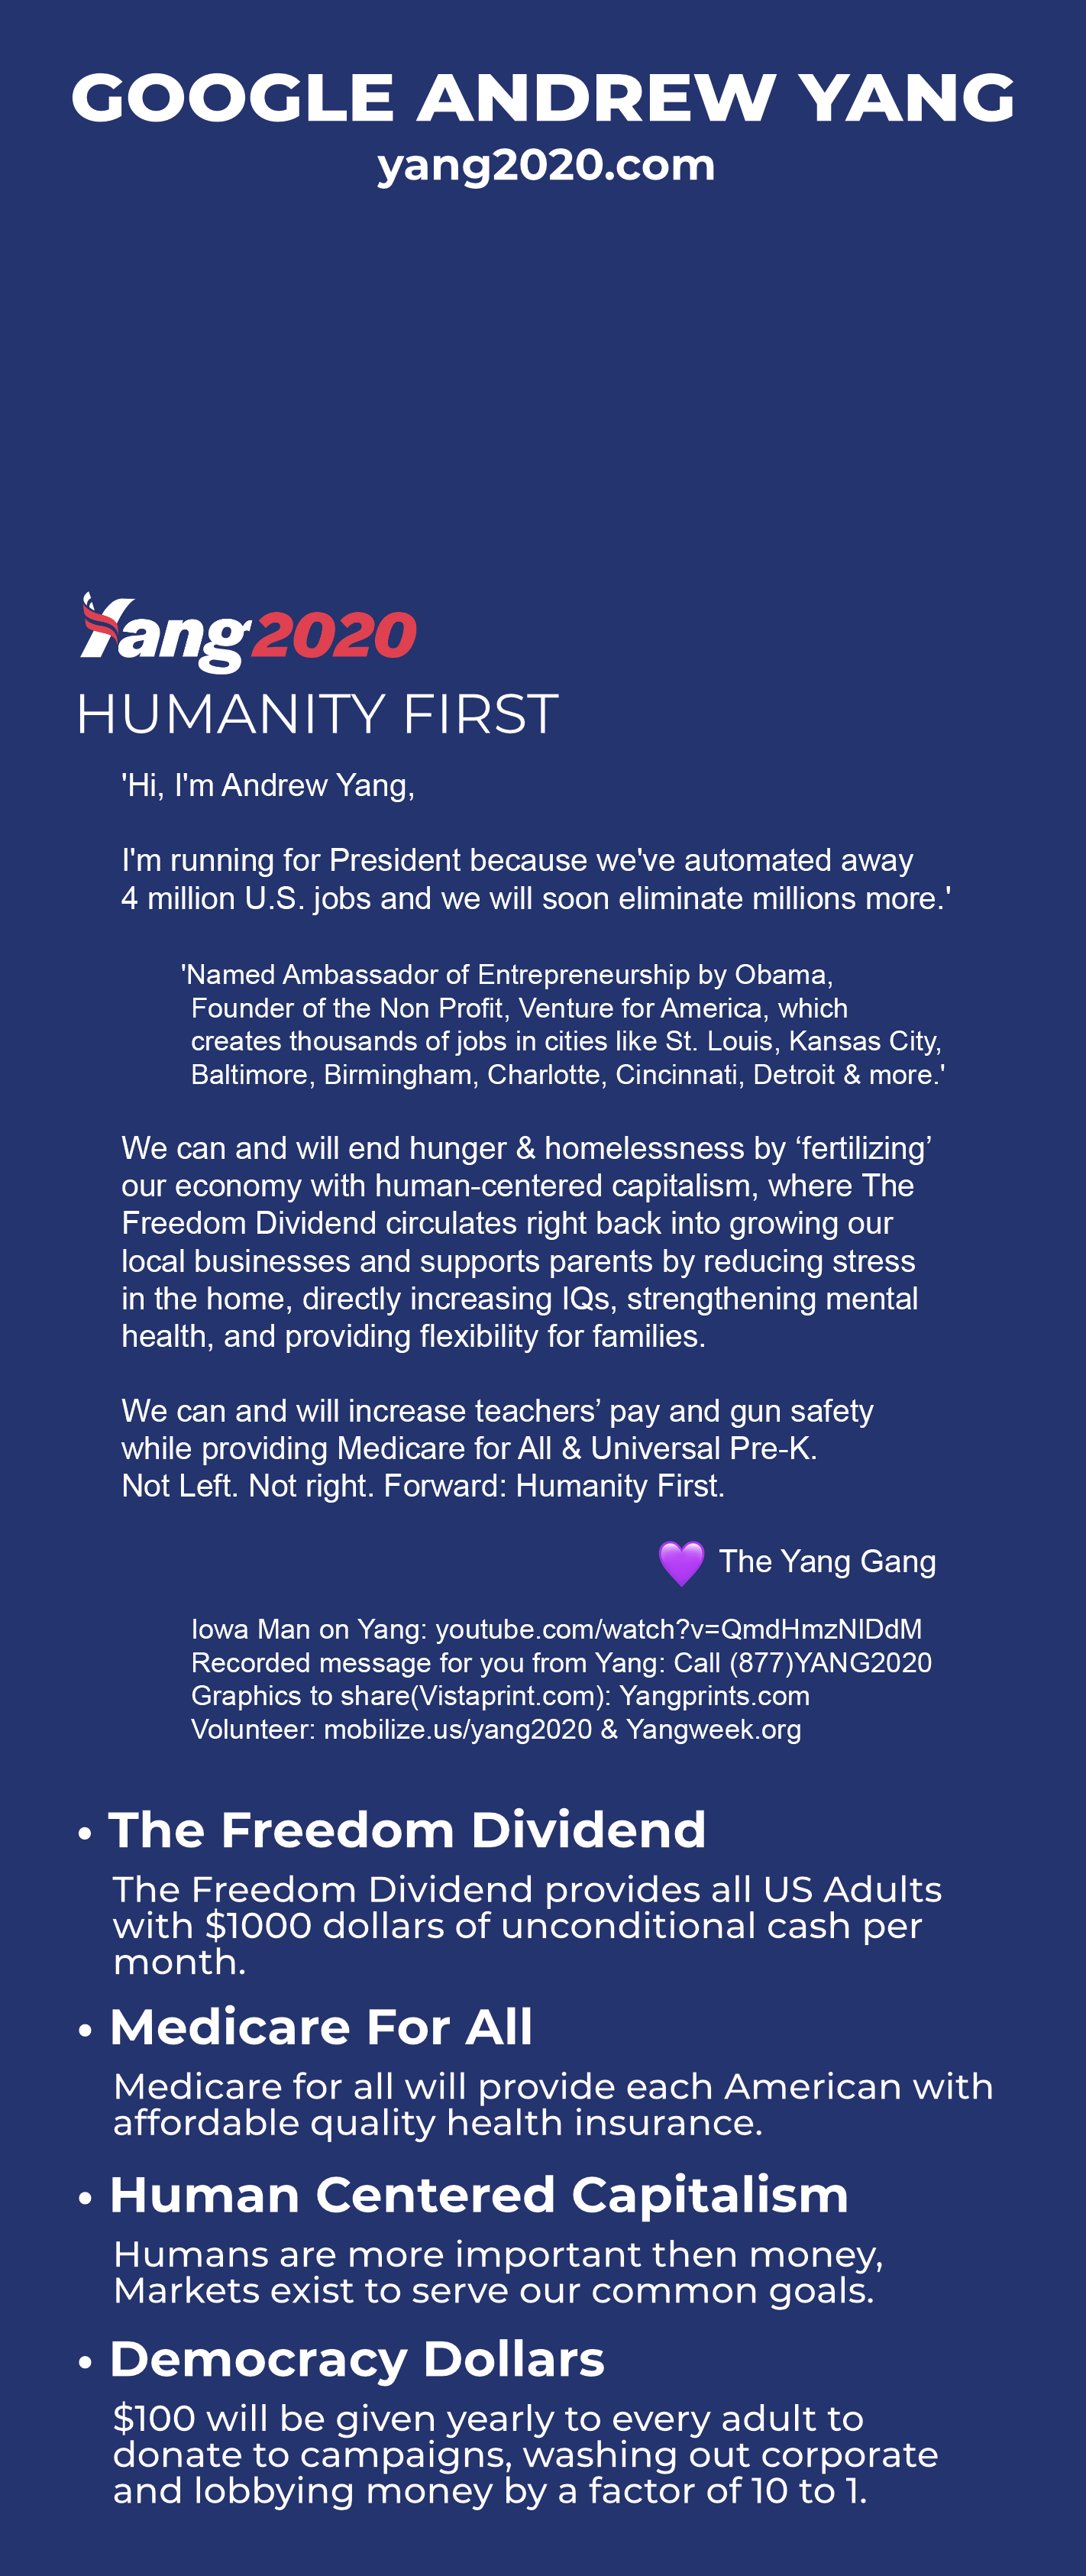 GOOGLE ANDREW YANG
yang2020.com
Yang2020
HUMANITY FIRST
'Hi, I'm Andrew Yang,
I'm running for President because we've automated away
4 million U.S. jobs and we will soon eliminate millions more.'
'Named Ambassador of Entrepreneurship by Obama,
Founder of the Non Profit, Venture for America, which
creates thousands of jobs in cities like St. Louis, Kansas City,
Baltimore, Birmingham, Charlotte, Cincinnati, Detroit & more.'
We can and will end hunger & homelessness by ‘fertilizing’
our economy with human-centered capitalism, where The
Freedom Dividend circulates right back into growing our
local businesses and supports parents by reducing stress
in the home, directly increasing IQs, strengthening mental
health, and providing flexibility for families.
We can and will increase teachers’ pay and gun safety
while providing Medicare for All & Universal Pre-K.
Not Left. Not right. Forward: Humanity First.
💜 The Yang Gang
Iowa Man on Yang: youtube.com/watch?v=QmdHmzNlDdM
Recorded message for you from Yang: Call (877)YANG2020
Graphics to share(Vistaprint.com): Yangprints.com
Volunteer: mobilize.us/yang2020 & Yangweek.org
• The Freedom Dividend
The Freedom Dividend provides all US Adults
with $1000 dollars of unconditional cash per
month.
• Medicare For All
Medicare for all will provide each American with
affordable quality health insurance.
• Human Centered Capitalism
Humans are more important then money,
Markets exist to serve our common goals.
• Democracy Dollars
$100 will be given yearly to every adult to
donate to campaigns, washing out corporate
and lobbying money by a factor of 10 to 1.